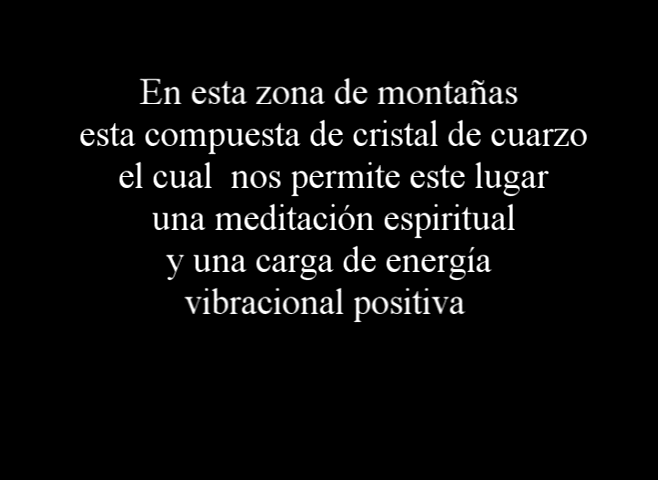 En esta zona de montañas
esta compuesta de cristal de cuarzo
el cual  nos permite este lugar
una meditación espiritual
y una carga de energía
vibracional positiva